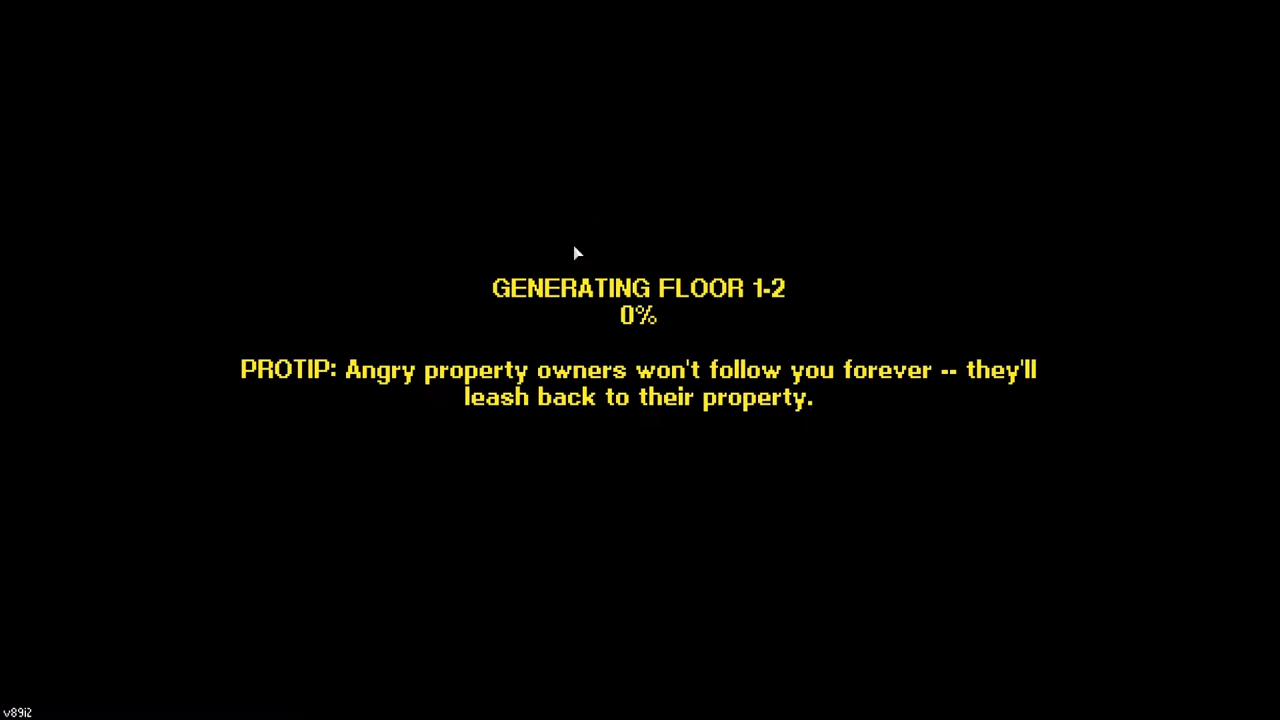 GENERATING FLOOR 1-2
0%
PROTIP: Angry property owners won't follow you forever -- they'll
leash back to their property.
v89i2